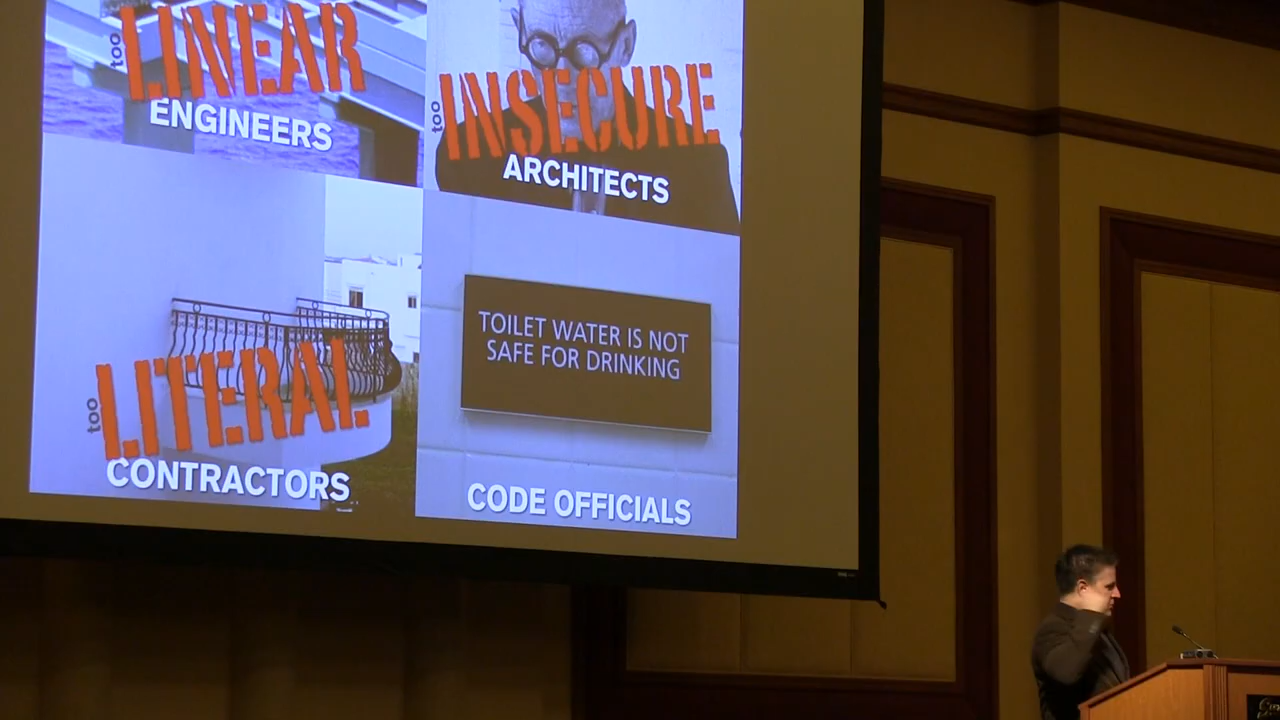 too LINEAR
ENGINEERS
too INSECURE
ARCHITECTS
too LITERAL
CONTRACTORS
TOILET WATER IS NOT
SAFE FOR DRINKING
CODE OFFICIALS